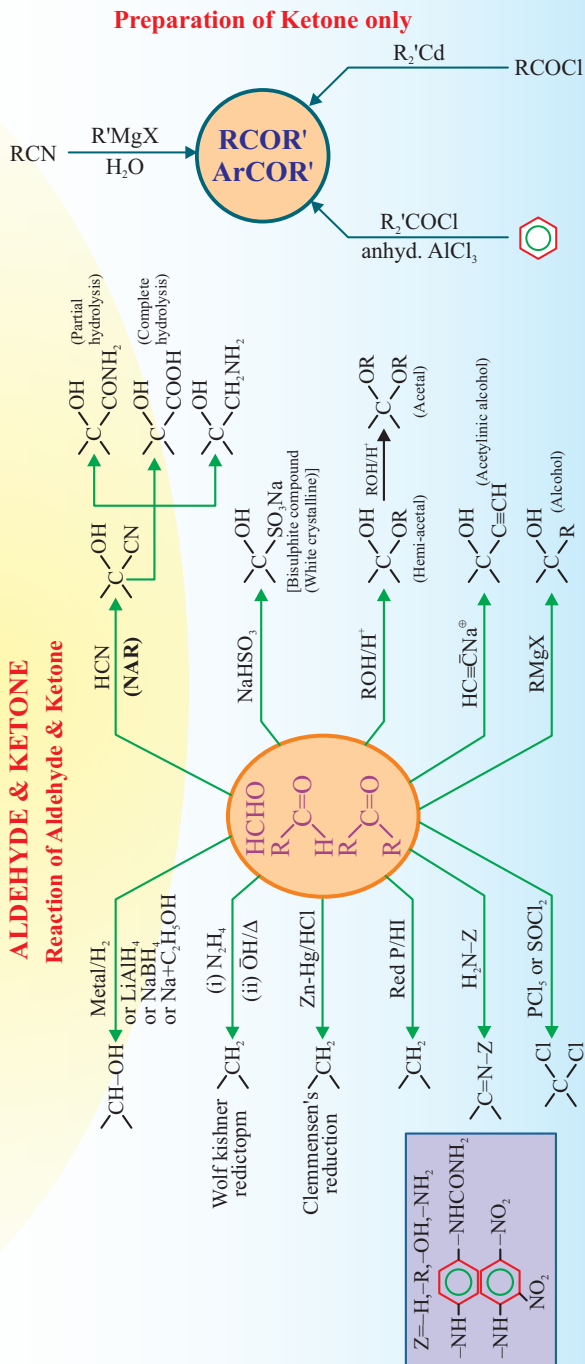 ALDEHYDE & KETONE
Reaction of Aldehyde & Ketone
HCHO
R
C=O
H
R
C=O
R
Metal/H₂
or LiAlH₄
or NaBH₄
or Na+C₂H₅OH
CH–OH
(i) N₂H₄
(ii) ŌH/Δ
CH₂
Wolf kishner
redictopm
Zn-Hg/HCl
CH₂
Clemmensen's
reduction
Red P/HI
CH₂
H₂N–Z
C=N–Z
PCl₅ or SOCl₂
C
Cl
Cl
Z=–H,–R,–OH,–NH₂
–NH –NHCONH₂
–NH –NO₂
NO₂
HCN
(NAR)
C
OH
CN
C
OH
CONH₂
(Partial
hydrolysis)
C
OH
COOH
(Complete
hydrolysis)
C
OH
CH₂NH₂
NaHSO₃
C
OH
SO₃Na
[Bisulphite compound
(White crystalline)]
ROH/H⁺
C
OH
OR
(Hemi-acetal)
ROH/H⁺
C
OR
OR
(Acetal)
HC≡C̄Na⊕
C
OH
C≡CH
(Acetylinic alcohol)
RMgX
C
OH
R
(Alcohol)
Preparation of Ketone only
RCN
R'MgX
H₂O
RCOR'
ArCOR'
R₂'Cd
RCOCl
R₂'COCl
anhyd. AlCl₃